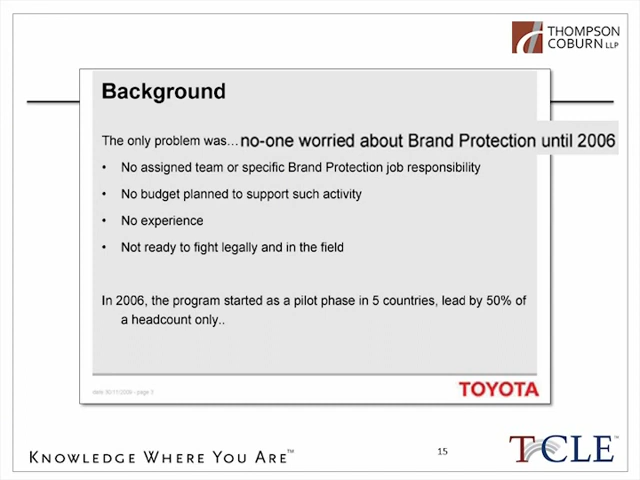 THOMPSON
COBURN LLP
Background
The only problem was... no-one worried about Brand Protection until 2006
• No assigned team or specific Brand Protection job responsibility
• No budget planned to support such activity
• No experience
• Not ready to fight legally and in the field
In 2006, the program started as a pilot phase in 5 countries, lead by 50% of
a headcount only..
- page 3
TOYOTA
KNOWLEDGE WHERE YOU ARE™
15
TCLE™